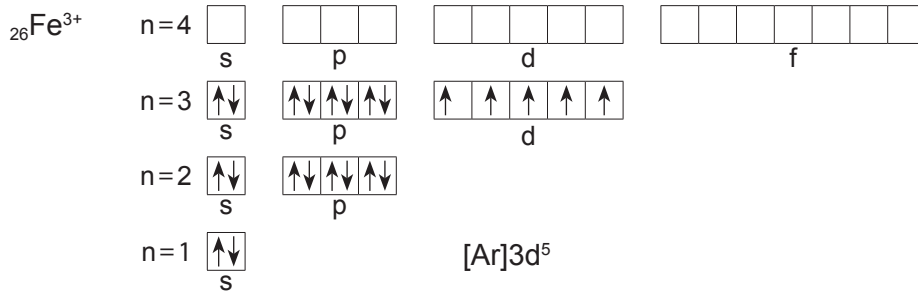 ₂₆Fe³⁺ n=4
s p d f
n=3
s p d
n=2
s p
n=1 [Ar]3d⁵
s